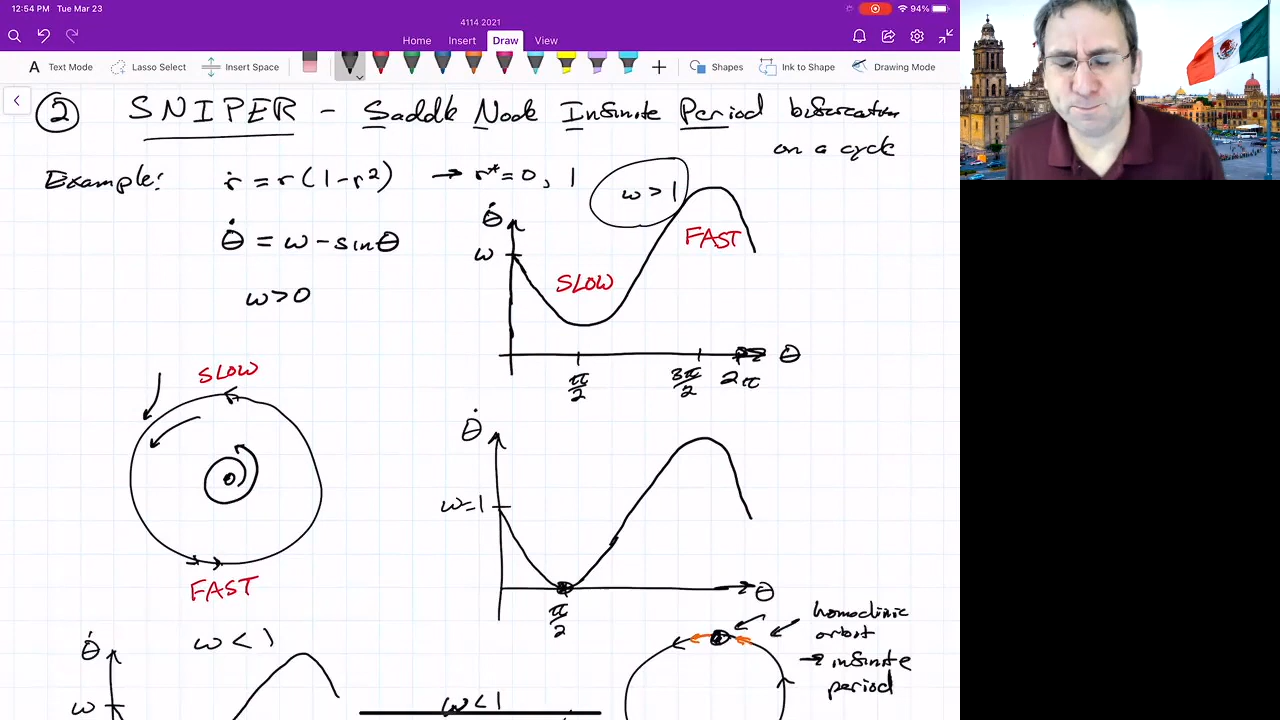 12:54 PM Tue Mar 23
94%
4114 2021
Home Insert Draw View
Text Mode Lasso Select Insert Space Shapes Ink to Shape Drawing Mode
② SNIPER - Saddle Node Infinite Period bifurcation
on a cycle
Example: ṙ = r(1-r²) → r* = 0, 1
ω > 1
θ̇ = ω - sinθ
ω > 0
θ̇
ω
SLOW
FAST
π/2 3π/2 2π θ
SLOW
FAST
θ̇
ω=1
π/2
θ
homoclinic
orbit
→ infinite
period
ω < 1
θ̇
ω
ω < 1